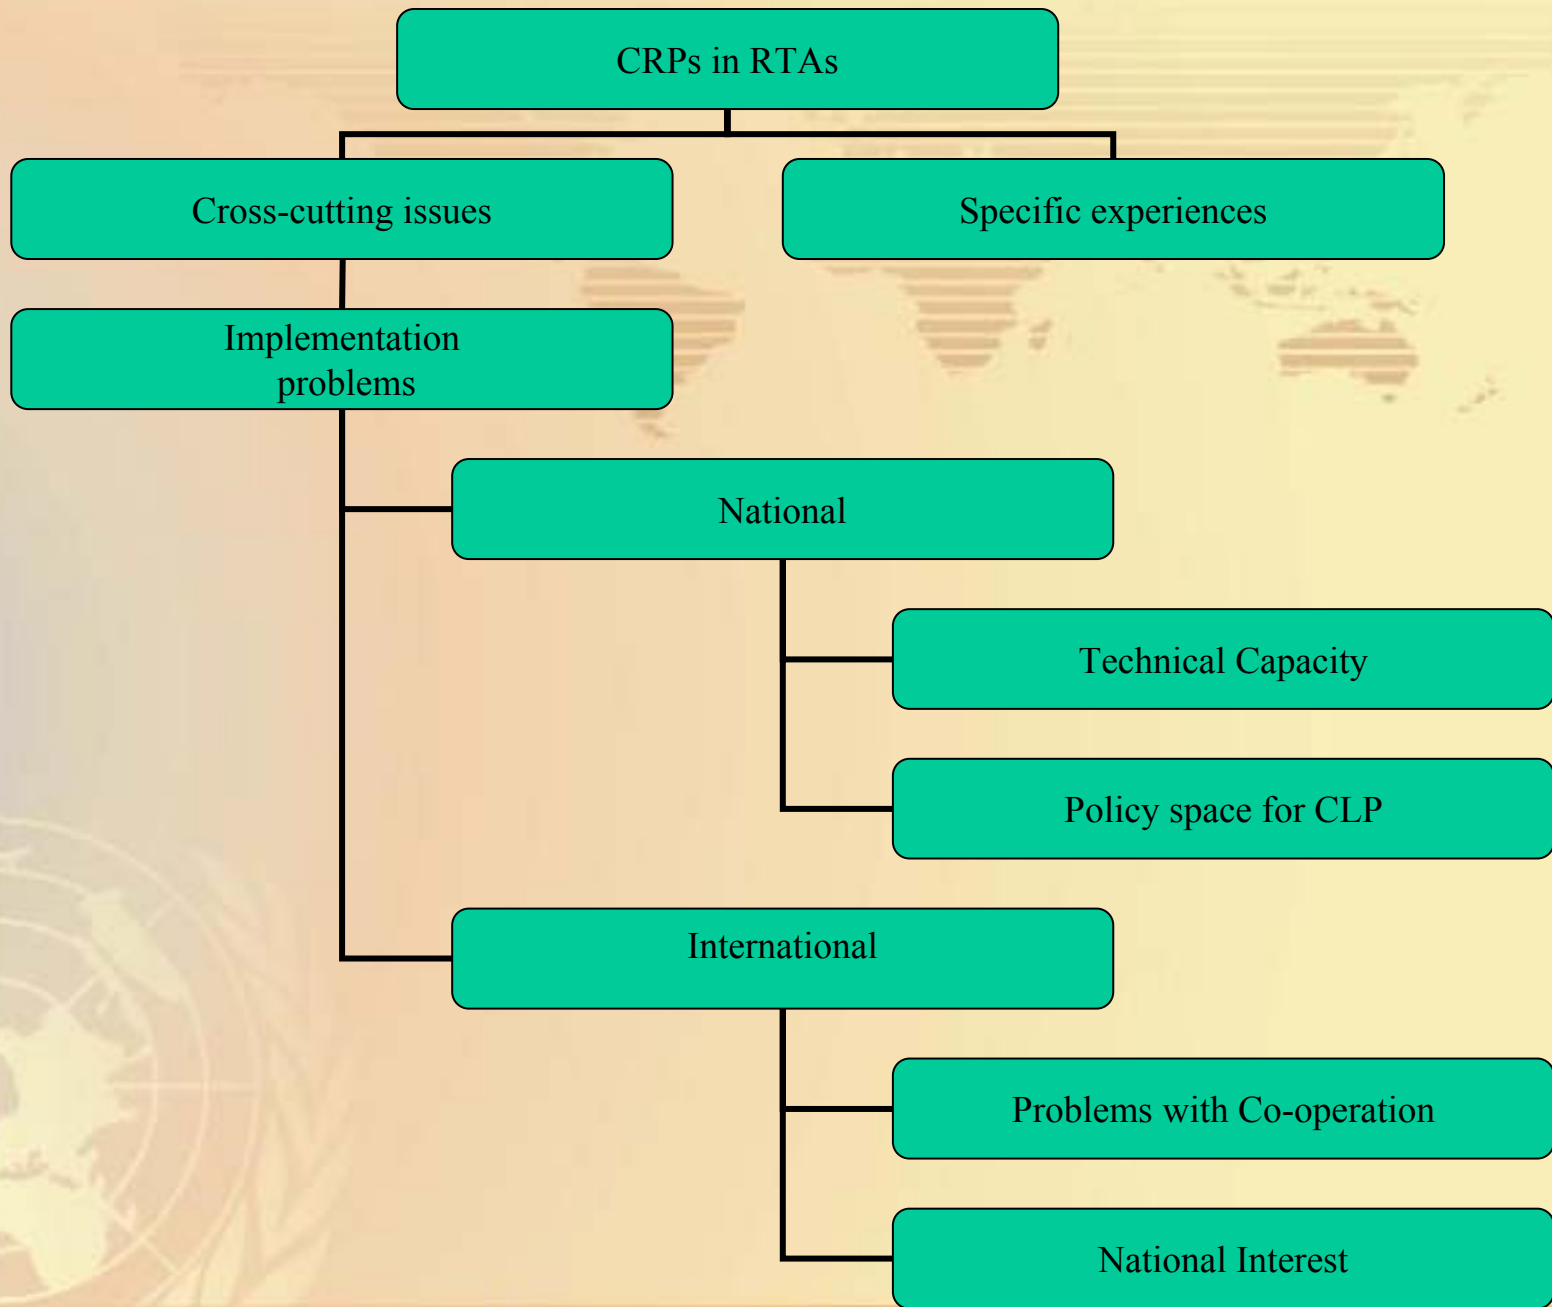 CRPs in RTAs
Cross-cutting issues
Specific experiences
Implementation
problems
National
Technical Capacity
Policy space for CLP
International
Problems with Co-operation
National Interest